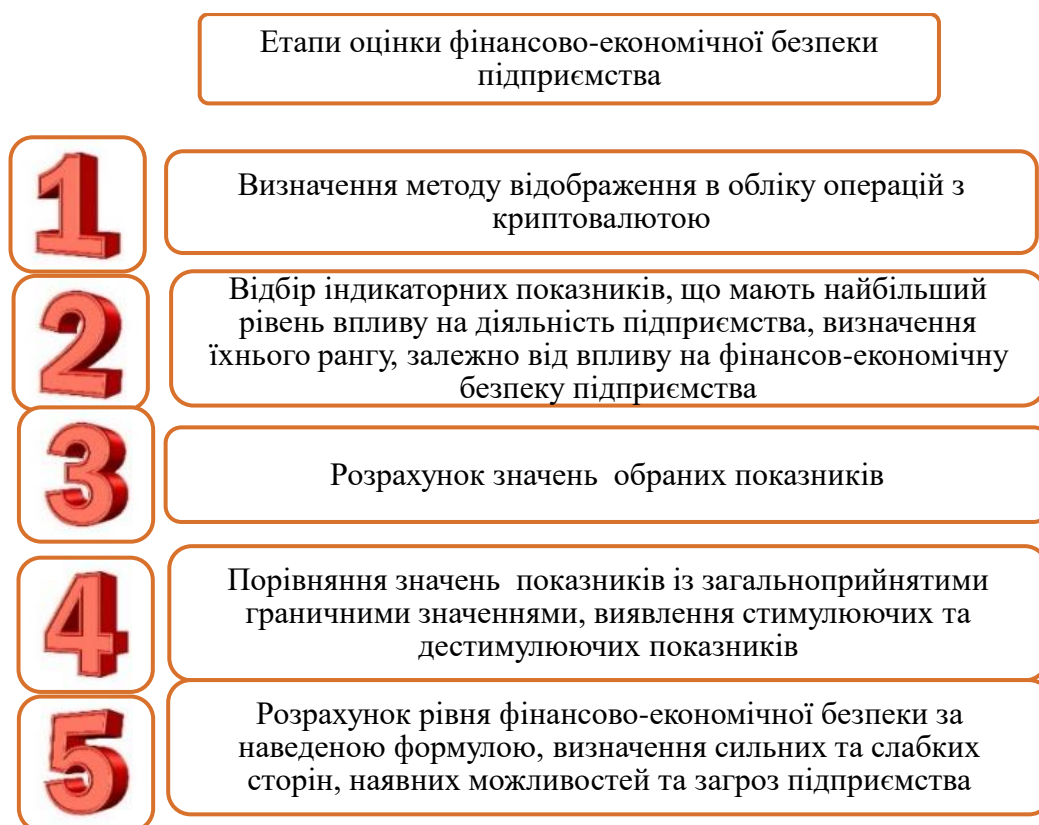 Етапи оцінки фінансово-економічної безпеки
підприємства
1
Визначення методу відображення в обліку операцій з
криптовалютою
2
Відбір індикаторних показників, що мають найбільший
рівень впливу на діяльність підприємства, визначення
їхнього рангу, залежно від впливу на фінансов-економічну
безпеку підприємства
3
Розрахунок значень обраних показників
4
Порівняння значень показників із загальноприйнятими
граничними значеннями, виявлення стимулюючих та
дестимулюючих показників
5
Розрахунок рівня фінансово-економічної безпеки за
наведеною формулою, визначення сильних та слабких
сторін, наявних можливостей та загроз підприємства